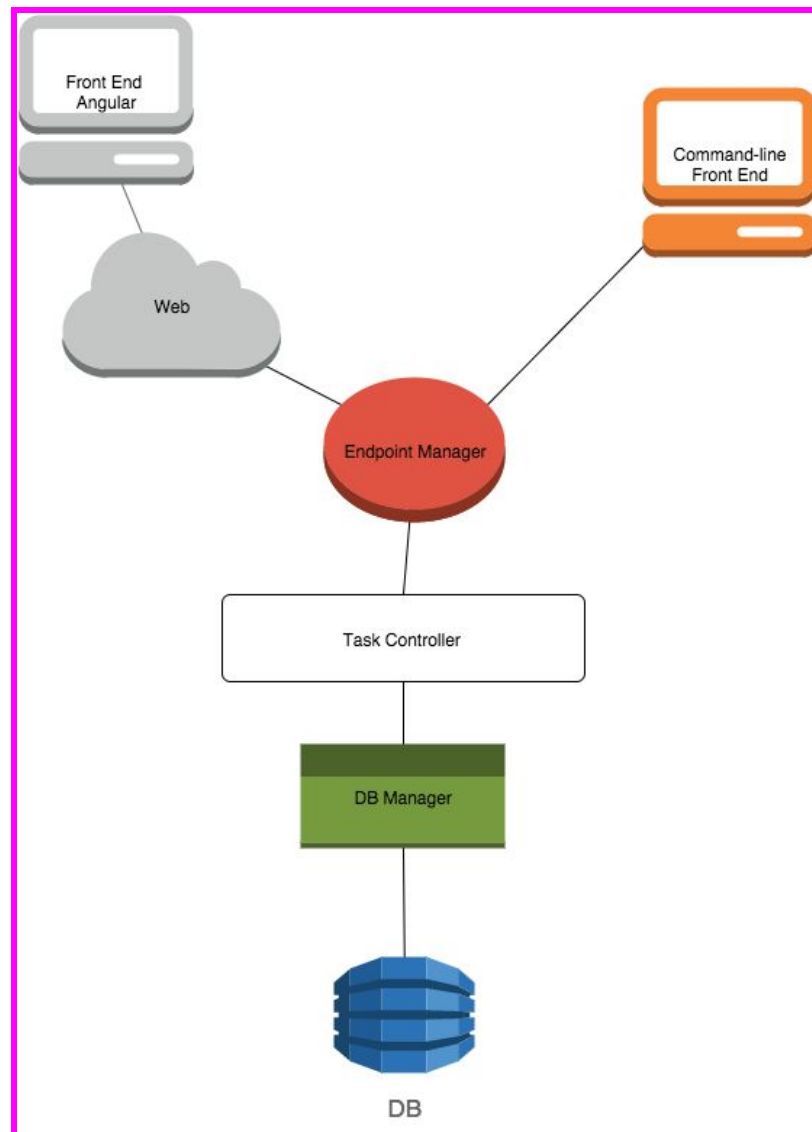 Front End
Angular
Command-line
Front End
Web
Endpoint Manager
Task Controller
DB Manager
DB